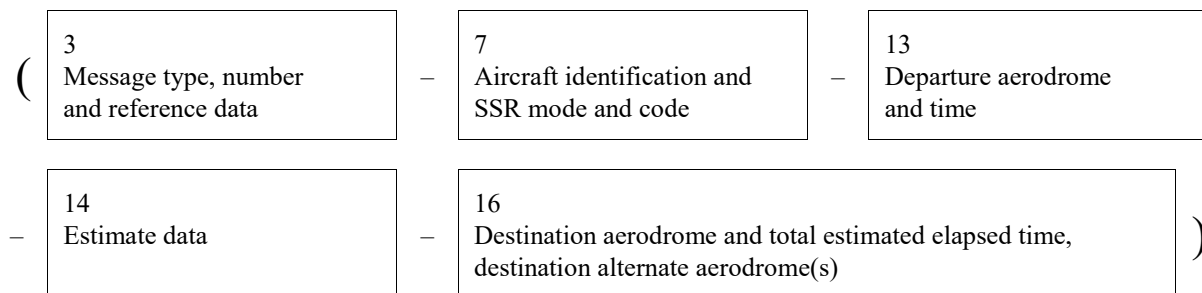 3 7 13
( Message type, number – Aircraft identification and – Departure aerodrome
and reference data SSR mode and code and time
14 16
– Estimate data – Destination aerodrome and total estimated elapsed time, )
destination alternate aerodrome(s)